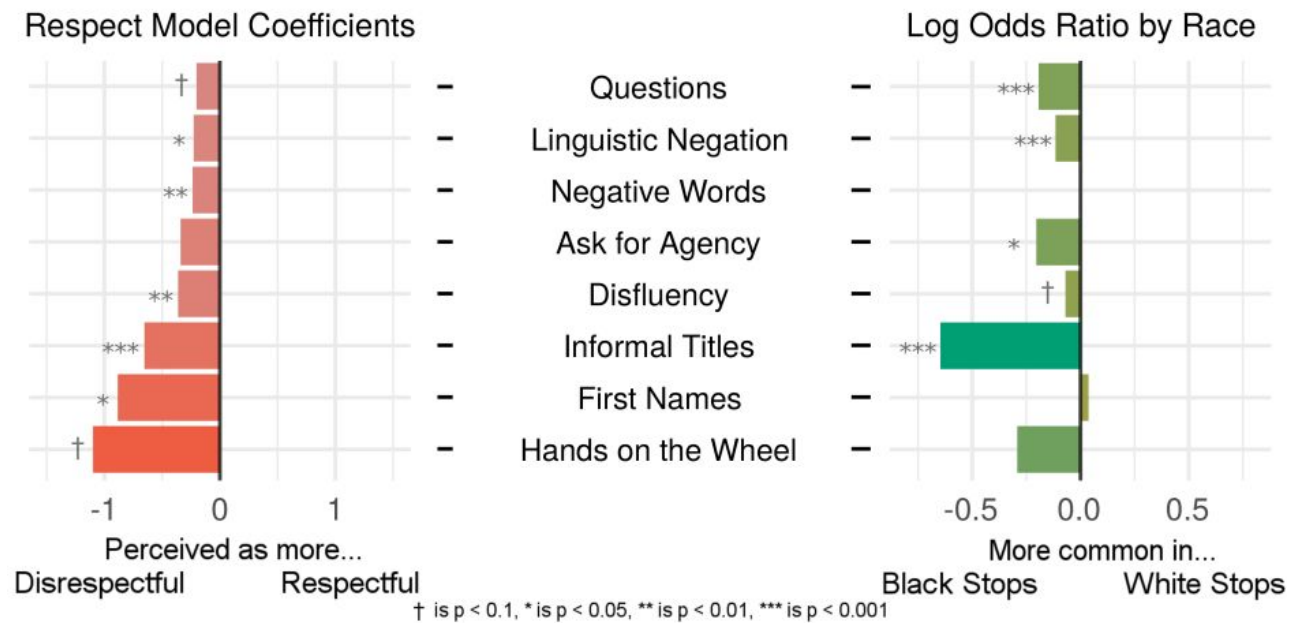 Respect Model Coefficients
Log Odds Ratio by Race
† Questions ***
* Linguistic Negation ***
** Negative Words
Ask for Agency *
** Disfluency †
*** Informal Titles ***
* First Names
† Hands on the Wheel
-1 0 1
-0.5 0.0 0.5
Perceived as more...
More common in...
Disrespectful Respectful
Black Stops White Stops
† is p < 0.1, * is p < 0.05, ** is p < 0.01, *** is p < 0.001